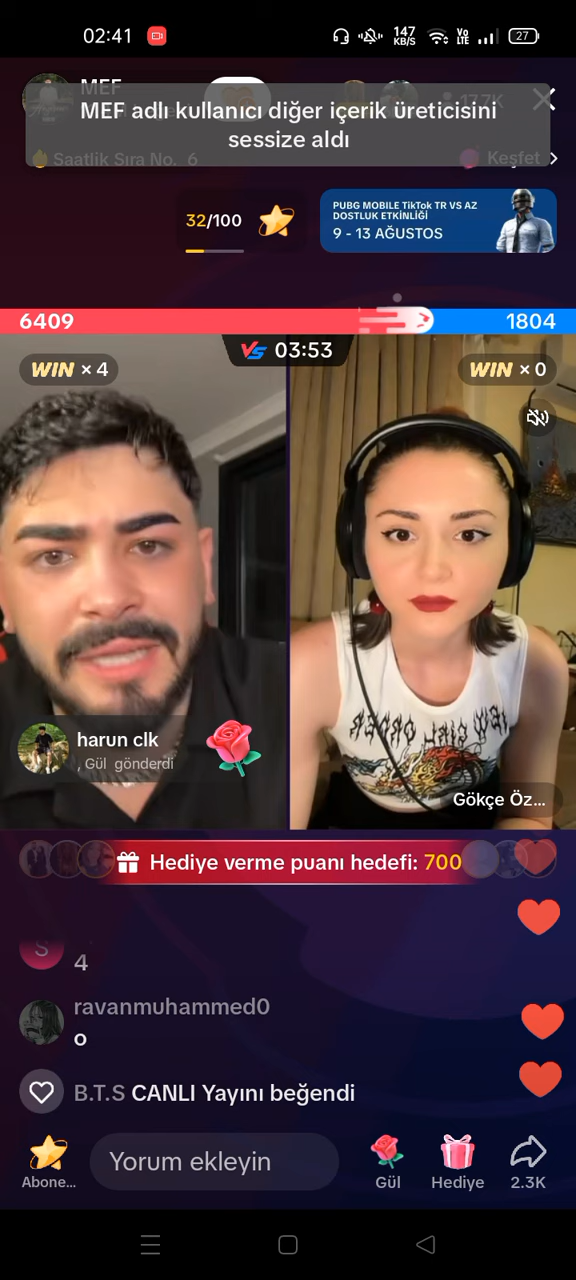 02:41
147
KB/S
Vo
LTE
27
MEF
MEF adlı kullanıcı diğer içerik üreticisini
sessize aldı
Saatlik Sıra No. 6
Keşfet
32/100
PUBG MOBILE TikTok TR VS AZ
DOSTLUK ETKİNLİĞİ
9 - 13 AĞUSTOS
6409
1804
VS 03:53
WIN × 4
WIN × 0
harun clk
, Gül gönderdi
Gökçe Öz...
Hediye verme puanı hedefi: 700
S
4
ravanmuhammed0
o
B.T.S CANLI Yayını beğendi
Abone...
Yorum ekleyin
Gül
Hediye
2.3K